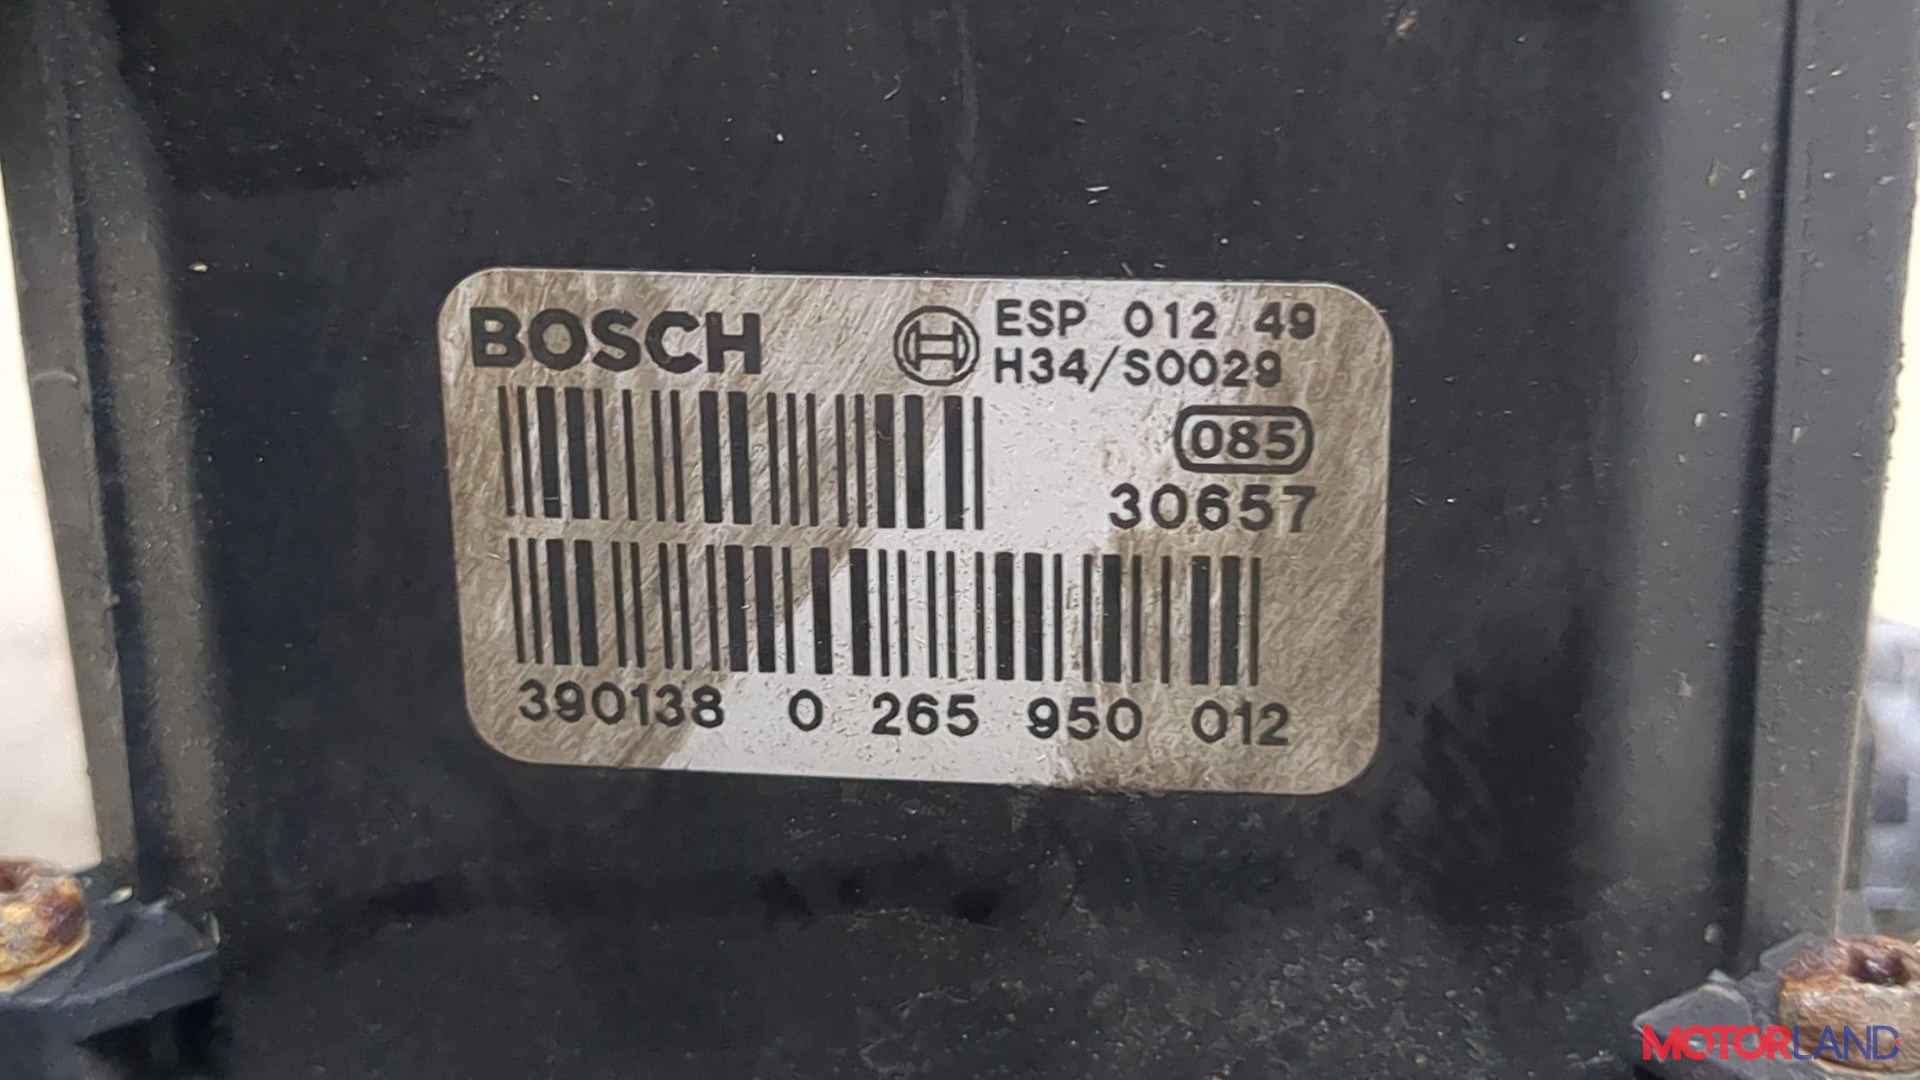 BOSCH
ESP 012 49
H34/S0029
085
30657
390138 0 265 950 012
MOTORLAND